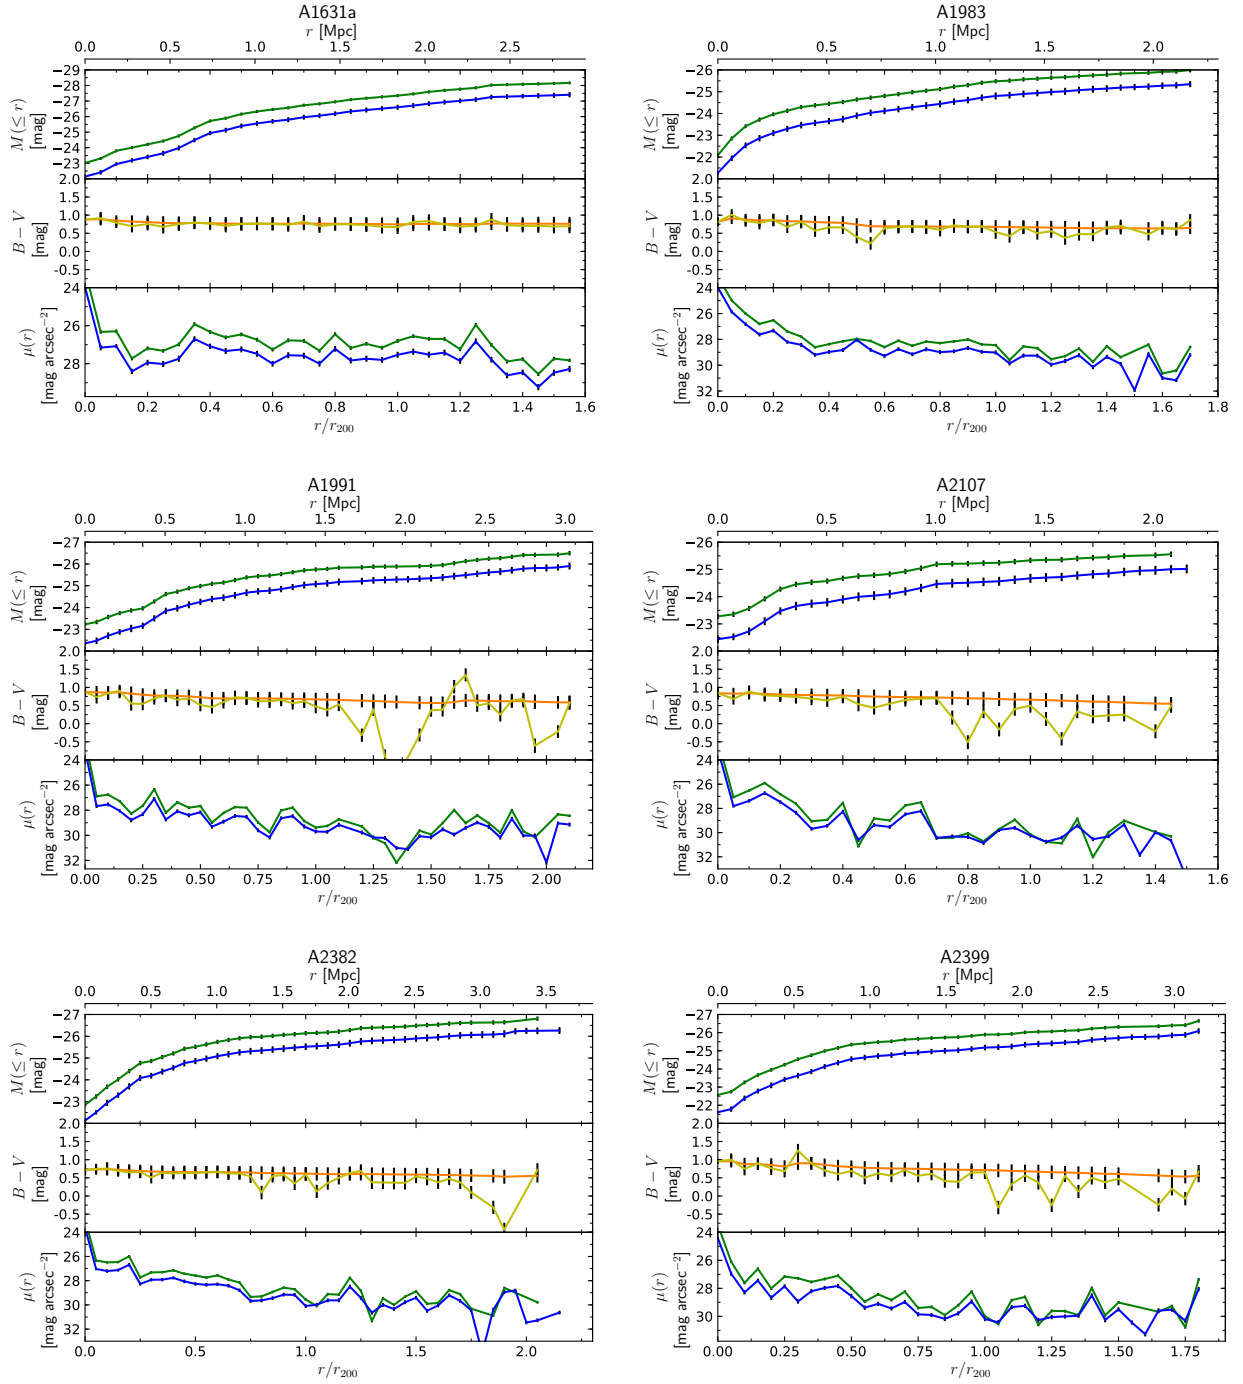 A1631a
r [Mpc]
0.0 0.5 1.0 1.5 2.0 2.5
−29
−28
−27
−26
−25
−24
−23
M(≤ r)
[mag]
2.0
1.5
1.0
0.5
0.0
-0.5
B − V
[mag]
24
26
28
μ(r)
[mag arcsec−2]
0.0 0.2 0.4 0.6 0.8 1.0 1.2 1.4 1.6
r/r200
A1983
r [Mpc]
0.0 0.5 1.0 1.5 2.0
−26
−25
−24
−23
−22
M(≤ r)
[mag]
2.0
1.5
1.0
0.5
0.0
-0.5
B − V
[mag]
24
26
28
30
32
μ(r)
[mag arcsec−2]
0.0 0.2 0.4 0.6 0.8 1.0 1.2 1.4 1.6 1.8
r/r200
A1991
r [Mpc]
0.0 0.5 1.0 1.5 2.0 2.5 3.0
−27
−26
−25
−24
−23
M(≤ r)
[mag]
2.0
1.5
1.0
0.5
0.0
-0.5
B − V
[mag]
24
26
28
30
32
μ(r)
[mag arcsec−2]
0.00 0.25 0.50 0.75 1.00 1.25 1.50 1.75 2.00
r/r200
A2107
r [Mpc]
0.0 0.5 1.0 1.5 2.0
−26
−25
−24
−23
M(≤ r)
[mag]
2.0
1.5
1.0
0.5
0.0
-0.5
B − V
[mag]
24
26
28
30
32
μ(r)
[mag arcsec−2]
0.0 0.2 0.4 0.6 0.8 1.0 1.2 1.4 1.6
r/r200
A2382
r [Mpc]
0.0 0.5 1.0 1.5 2.0 2.5 3.0 3.5
−27
−26
−25
−24
−23
M(≤ r)
[mag]
2.0
1.5
1.0
0.5
0.0
-0.5
B − V
[mag]
24
26
28
30
32
μ(r)
[mag arcsec−2]
0.0 0.5 1.0 1.5 2.0
r/r200
A2399
r [Mpc]
0.0 0.5 1.0 1.5 2.0 2.5 3.0
−27
−26
−25
−24
−23
−22
M(≤ r)
[mag]
2.0
1.5
1.0
0.5
0.0
-0.5
B − V
[mag]
24
26
28
30
μ(r)
[mag arcsec−2]
0.00 0.25 0.50 0.75 1.00 1.25 1.50 1.75
r/r200